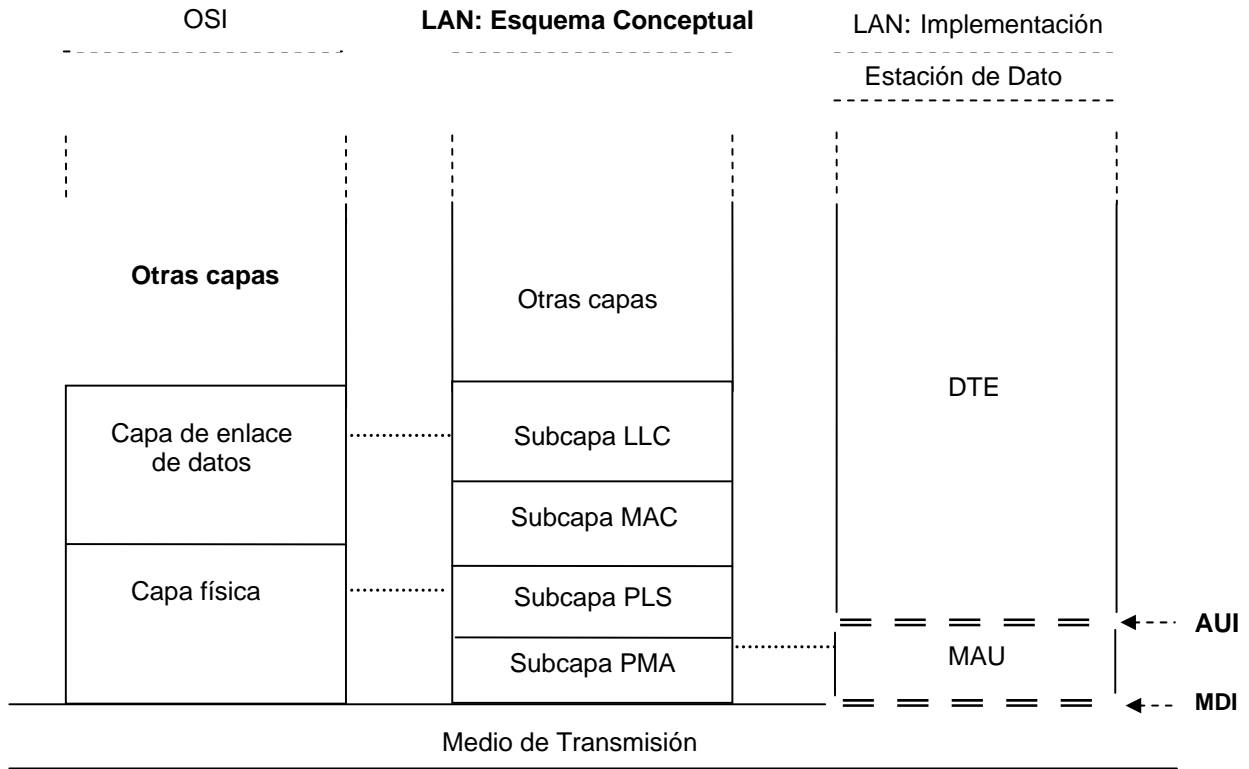 OSI
LAN: Esquema Conceptual
LAN: Implementación
Estación de Dato
Otras capas
Otras capas
DTE
Capa de enlace
de datos
Subcapa LLC
Subcapa MAC
Capa física
Subcapa PLS
Subcapa PMA
AUI
MAU
MDI
Medio de Transmisión